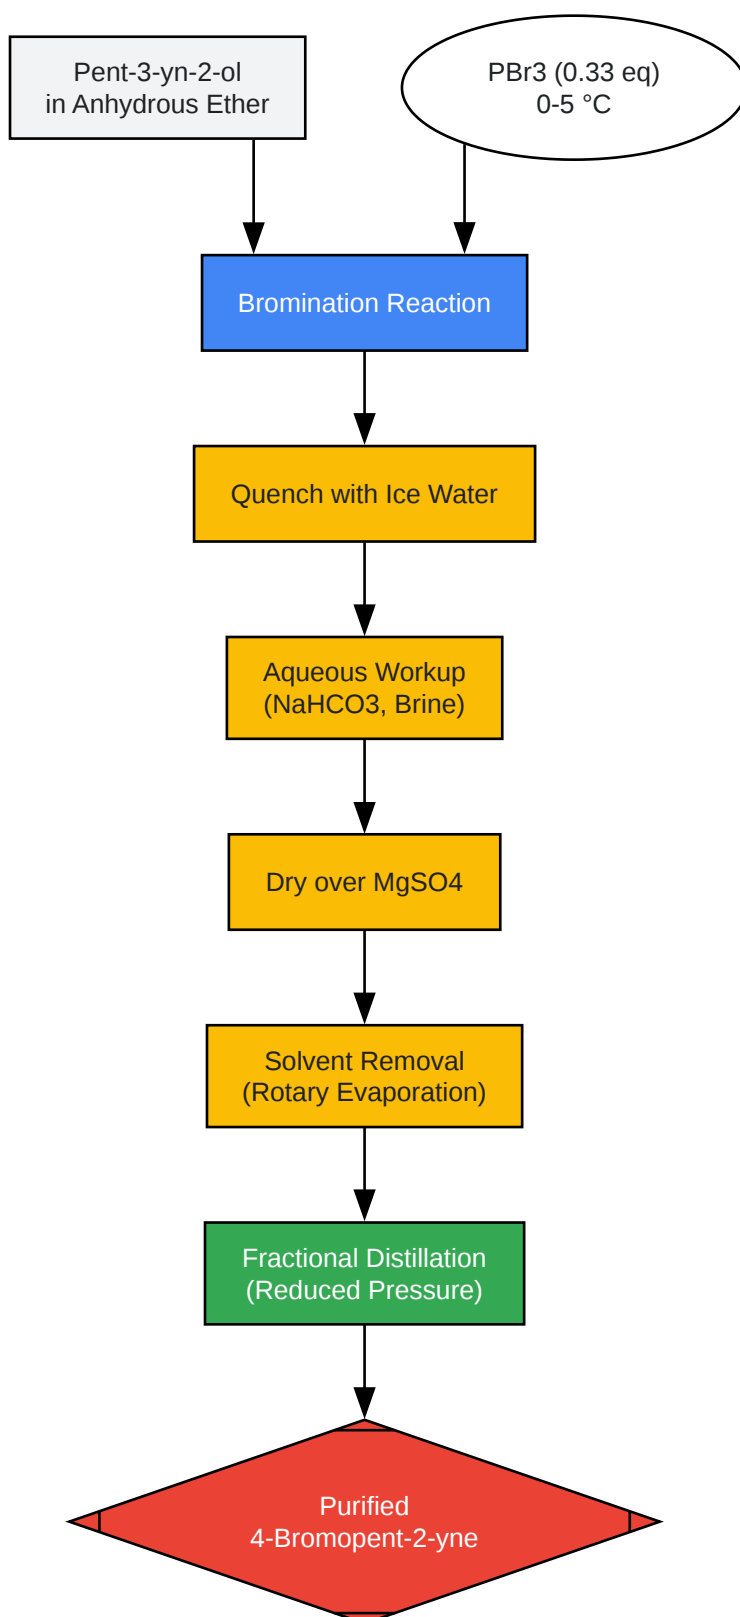 Pent-3-yn-2-ol
in Anhydrous Ether
PBr3 (0.33 eq)
0-5 °C
Bromination Reaction
Quench with Ice Water
Aqueous Workup
(NaHCO3, Brine)
Dry over MgSO4
Solvent Removal
(Rotary Evaporation)
Fractional Distillation
(Reduced Pressure)
Purified
4-Bromopent-2-yne